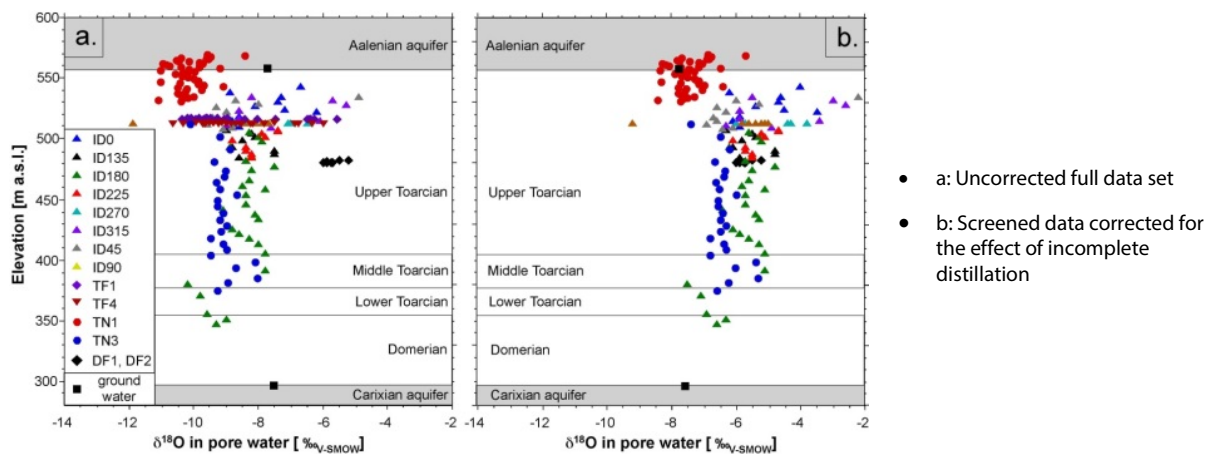 a.
600
550
500
450
400
350
300
Elevation [m a.s.l.]
Aalenian aquifer
Upper Toarcian
Middle Toarcian
Lower Toarcian
Domerian
Carixian aquifer
ID0
ID135
ID180
ID225
ID270
ID315
ID45
ID90
TF1
TF4
TN1
TN3
DF1, DF2
ground
water
-14 -12 -10 -8 -6 -4 -2
δ18O in pore water [ ‰V-SMOW]
b.
Aalenian aquifer
Upper Toarcian
Middle Toarcian
Lower Toarcian
Domerian
Carixian aquifer
-14 -12 -10 -8 -6 -4 -2
δ18O in pore water [ ‰V-SMOW]
• a: Uncorrected full data set
• b: Screened data corrected for
the effect of incomplete
distillation